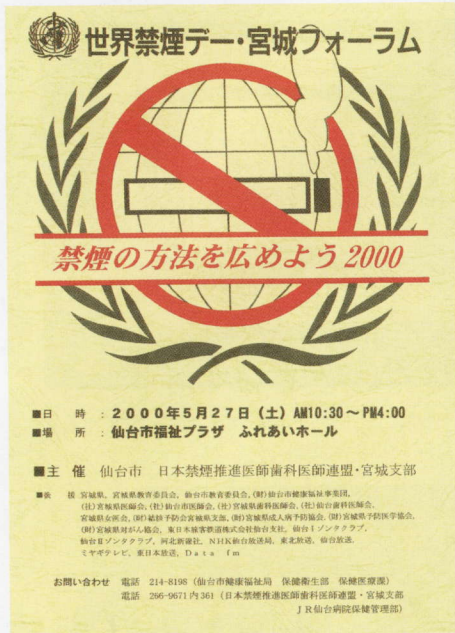 世界禁煙デー・宮城フォーラム
禁煙の方法を広めよう2000
■日　時　：2000年5月27日（土）AM10:30～PM4:00
■場　所　：仙台市福祉プラザ　ふれあいホール
■主　催　仙台市　日本禁煙推進医師歯科医師連盟・宮城支部
■後　援　宮城県、宮城県教育委員会、仙台市教育委員会、(財)仙台市健康福祉事業団、
(社)宮城県医師会、(社)仙台市医師会、(社)宮城県歯科医師会、(社)仙台歯科医師会、
宮城県女医会、(財)結核予防会宮城県支部、(財)宮城県成人病予防協会、(財)宮城県予防医学協会、
(財)宮城県対がん協会、東日本旅客鉄道株式会社仙台支社、仙台Ⅰゾンタクラブ、
仙台Ⅱゾンタクラブ、河北新報社、NHK仙台放送局、東北放送、仙台放送、
ミヤギテレビ、東日本放送、Data fm
お問い合わせ　電話　214-8198（仙台市健康福祉局　保健衛生部　保健医療課）
電話　266-9671内361（日本禁煙推進医師歯科医師連盟・宮城支部
JR仙台病院保健管理部）